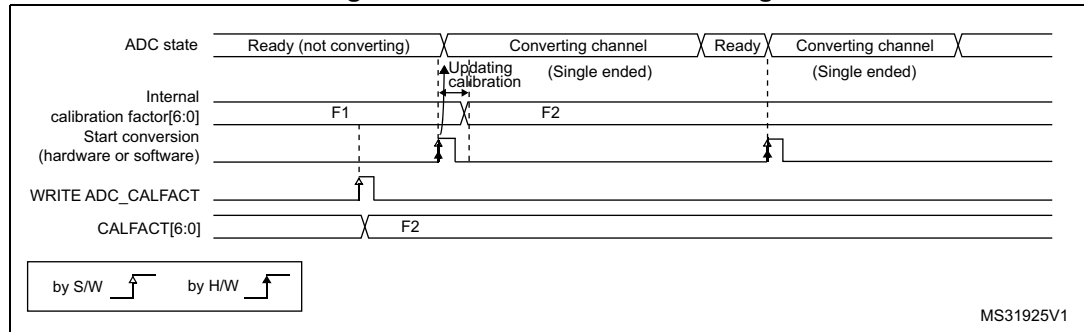 ADC state Ready (not converting) Converting channel Ready Converting channel
Updating calibration (Single ended) (Single ended)
Internal
calibration factor[6:0] F1 F2
Start conversion
(hardware or software)
WRITE ADC_CALFACT
CALFACT[6:0] F2
by S/W by H/W
MS31925V1